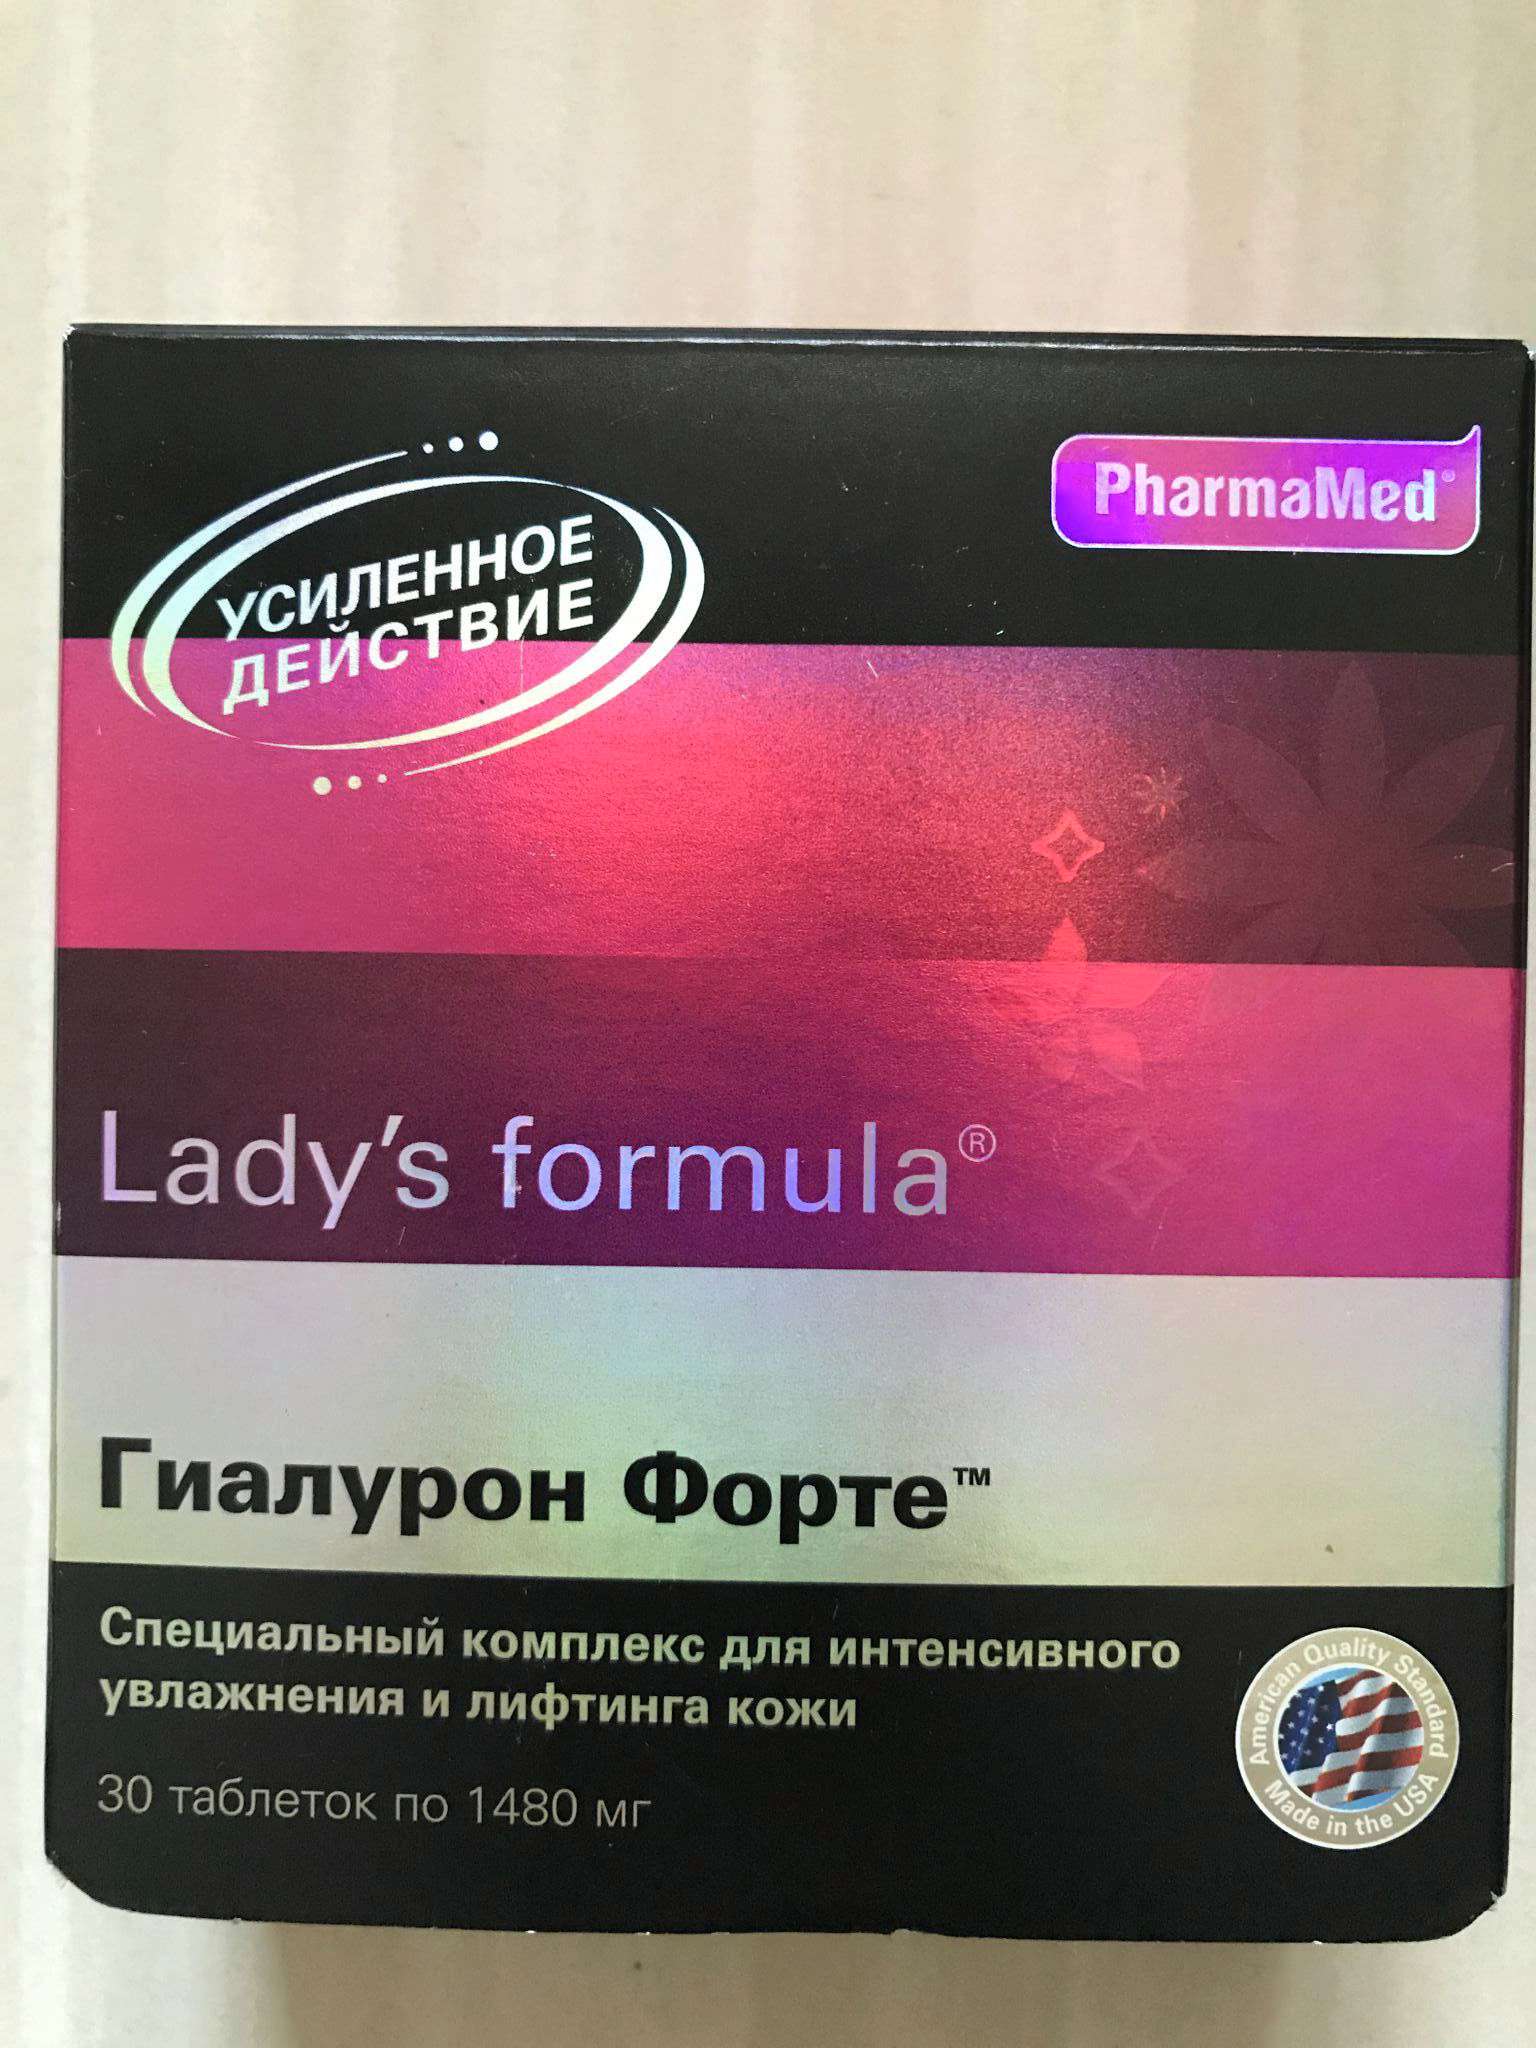 УСИЛЕННОЕ
ДЕЙСТВИЕ
PharmaMed®
Lady's formula®
Гиалурон Форте™
Специальный комплекс для интенсивного
увлажнения и лифтинга кожи
30 таблеток по 1480 мг
American Quality Standard
Made in the USA